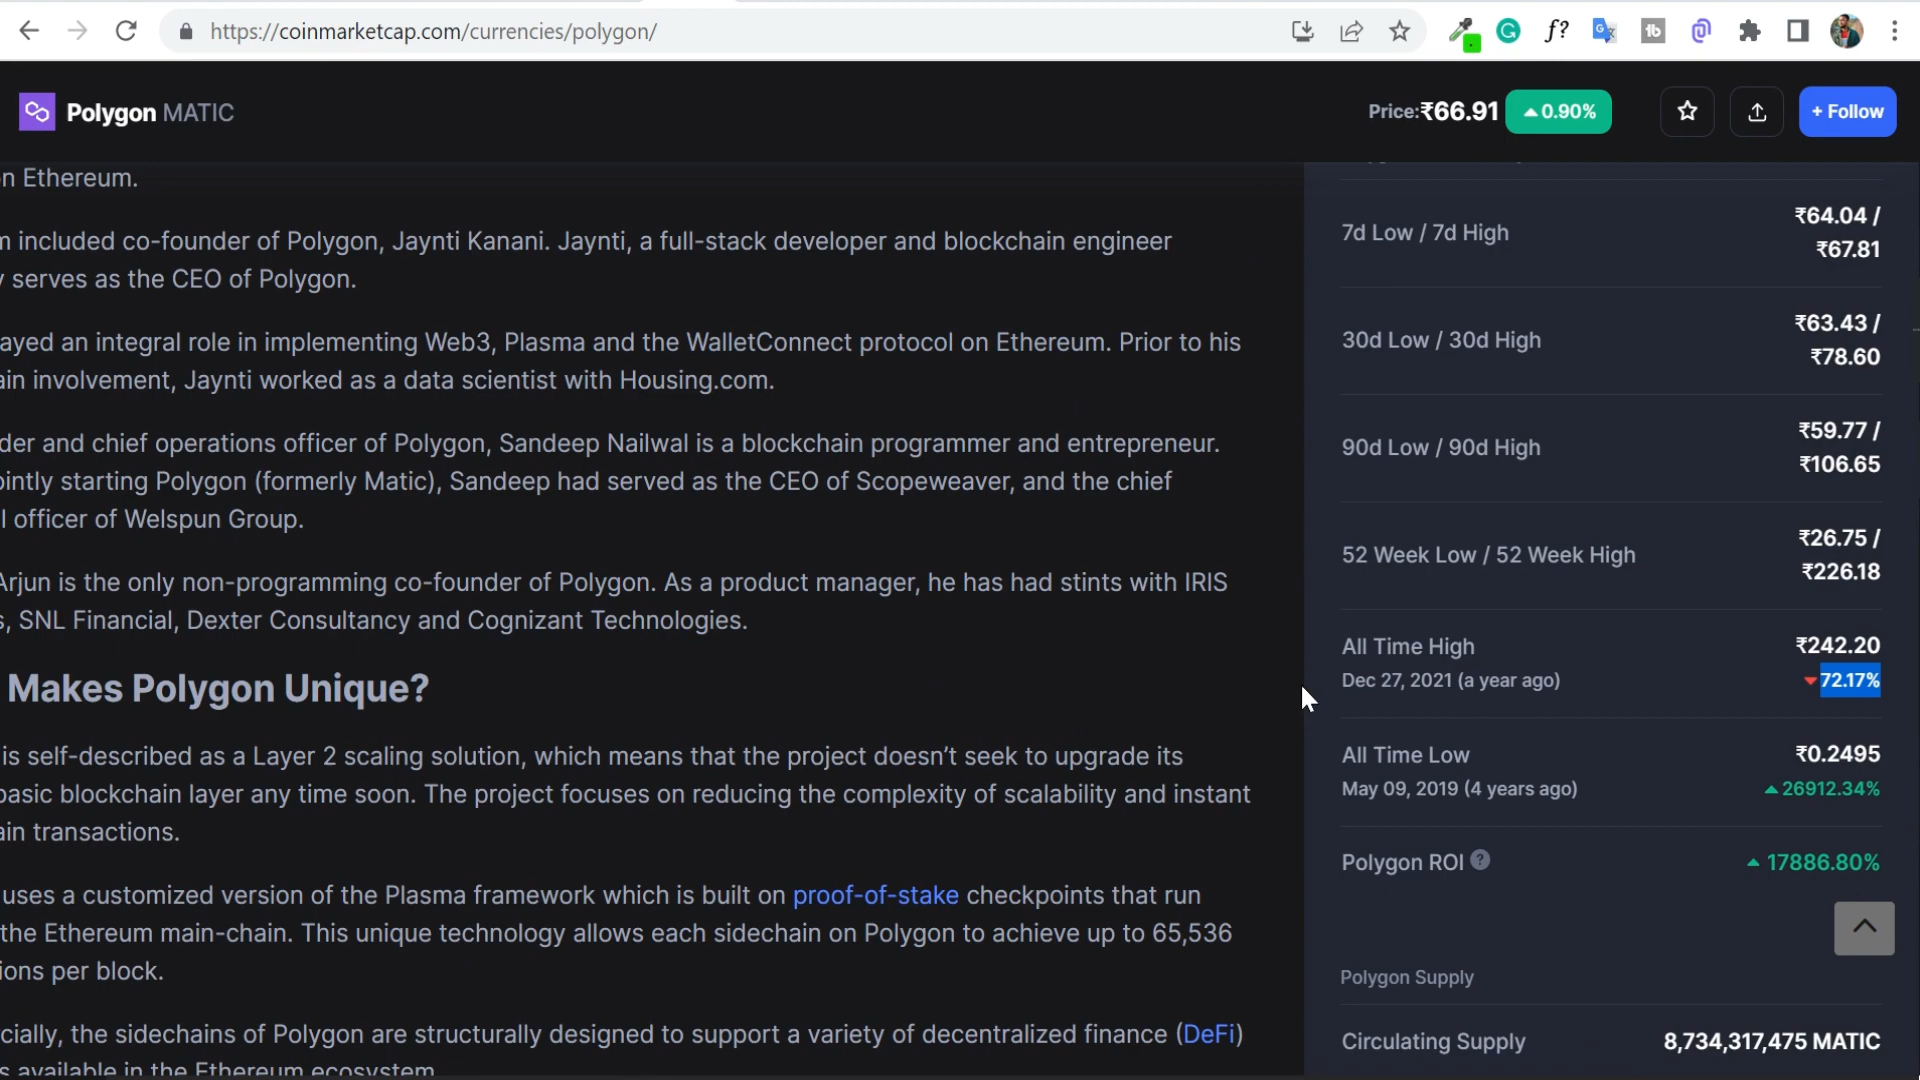 https://coinmarketcap.com/currencies/polygon/
Polygon MATIC
Price:₹66.91 0.90%
+ Follow
n Ethereum.
included co-founder of Polygon, Jaynti Kanani. Jaynti, a full-stack developer and blockchain engineer
serves as the CEO of Polygon.
ayed an integral role in implementing Web3, Plasma and the WalletConnect protocol on Ethereum. Prior to his
ain involvement, Jaynti worked as a data scientist with Housing.com.
der and chief operations officer of Polygon, Sandeep Nailwal is a blockchain programmer and entrepreneur.
ointly starting Polygon (formerly Matic), Sandeep had served as the CEO of Scopeweaver, and the chief
l officer of Welspun Group.
Arjun is the only non-programming co-founder of Polygon. As a product manager, he has had stints with IRIS
s, SNL Financial, Dexter Consultancy and Cognizant Technologies.
Makes Polygon Unique?
is self-described as a Layer 2 scaling solution, which means that the project doesn’t seek to upgrade its
basic blockchain layer any time soon. The project focuses on reducing the complexity of scalability and instant
ain transactions.
uses a customized version of the Plasma framework which is built on proof-of-stake checkpoints that run
the Ethereum main-chain. This unique technology allows each sidechain on Polygon to achieve up to 65,536
ions per block.
cially, the sidechains of Polygon are structurally designed to support a variety of decentralized finance (DeFi)
s available in the Ethereum ecosystem
7d Low / 7d High
₹64.04 /
₹67.81
30d Low / 30d High
₹63.43 /
₹78.60
90d Low / 90d High
₹59.77 /
₹106.65
52 Week Low / 52 Week High
₹26.75 /
₹226.18
All Time High
₹242.20
Dec 27, 2021 (a year ago)
72.17%
All Time Low
₹0.2495
May 09, 2019 (4 years ago)
26912.34%
Polygon ROI
17886.80%
Polygon Supply
Circulating Supply
8,734,317,475 MATIC